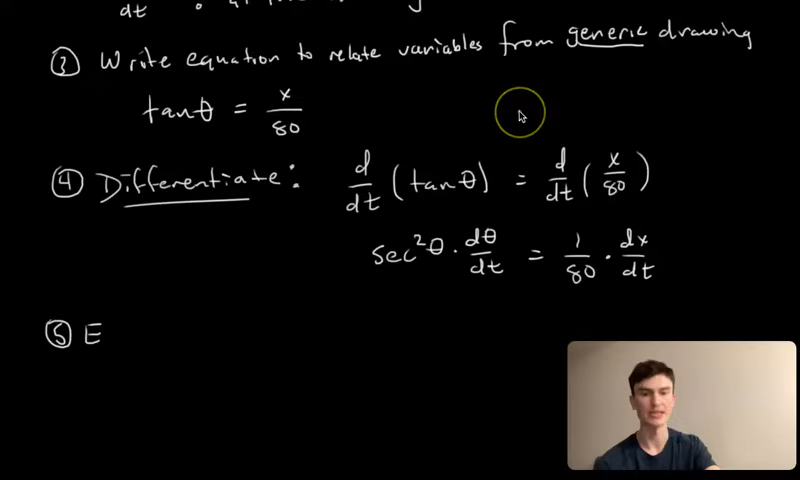 dt
③ Write equation to relate variables from generic drawing
tanθ = x/80
④ Differentiate: d/dt (tanθ) = d/dt (x/80)
sec²θ · dθ/dt = 1/80 · dx/dt
⑤ E